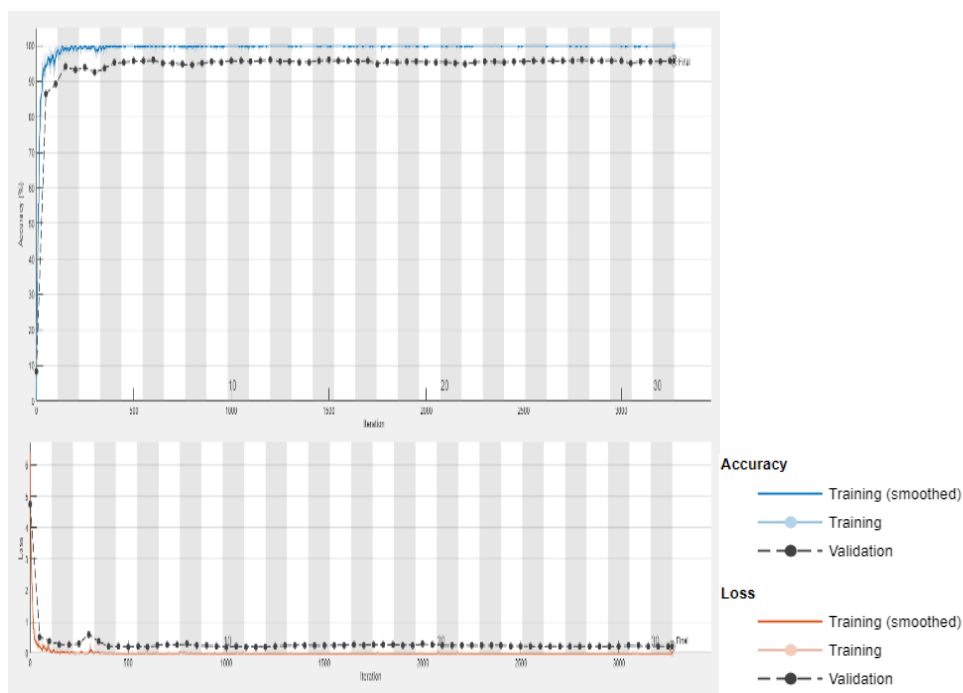 100
90
80
70
60
50
40
30
20
10
0
Accuracy (%)
Final
10 20 30
0 500 1000 1500 2000 2500 3000
Iteration
6
5
4
3
2
1
0
Loss
10 20 30
Final
0 500 1000 1500 2000 2500 3000
Iteration
Accuracy
Training (smoothed)
Training
Validation
Loss
Training (smoothed)
Training
Validation